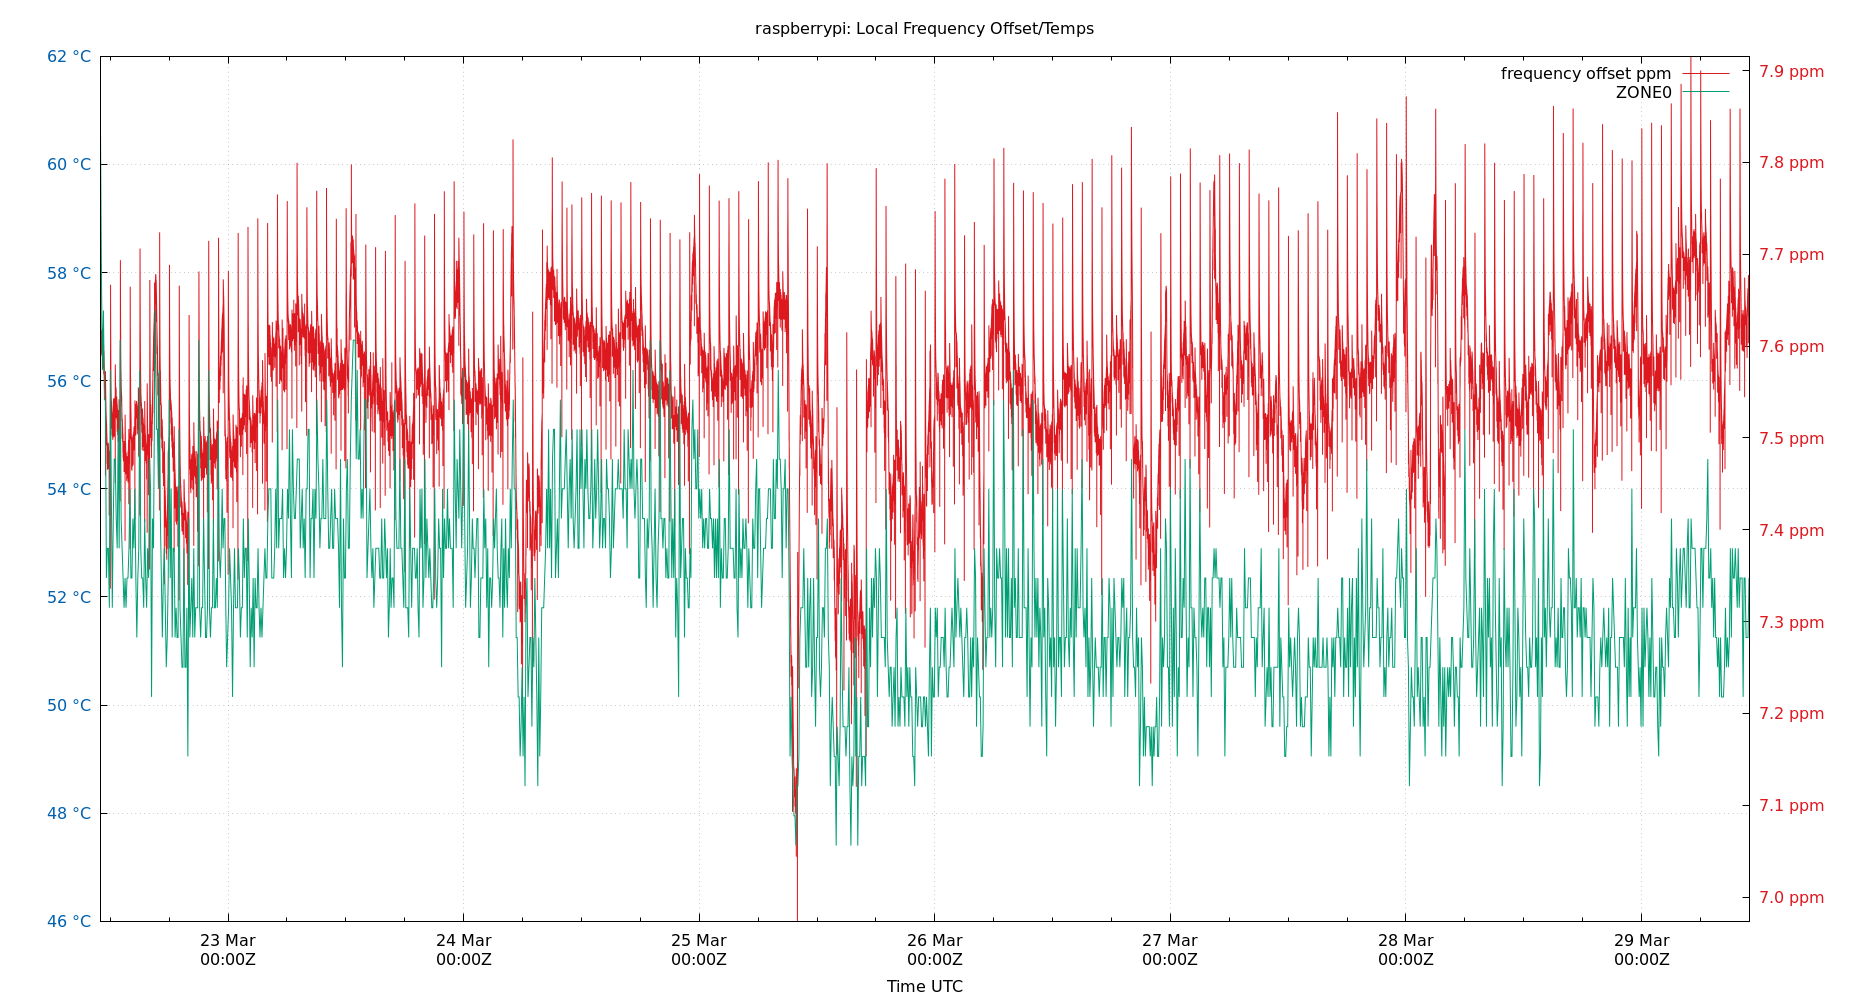 raspberrypi: Local Frequency Offset/Temps
62 °C
60 °C
58 °C
56 °C
54 °C
52 °C
50 °C
48 °C
46 °C
frequency offset ppm
ZONE0
7.9 ppm
7.8 ppm
7.7 ppm
7.6 ppm
7.5 ppm
7.4 ppm
7.3 ppm
7.2 ppm
7.1 ppm
7.0 ppm
23 Mar
00:00Z
24 Mar
00:00Z
25 Mar
00:00Z
26 Mar
00:00Z
27 Mar
00:00Z
28 Mar
00:00Z
29 Mar
00:00Z
Time UTC